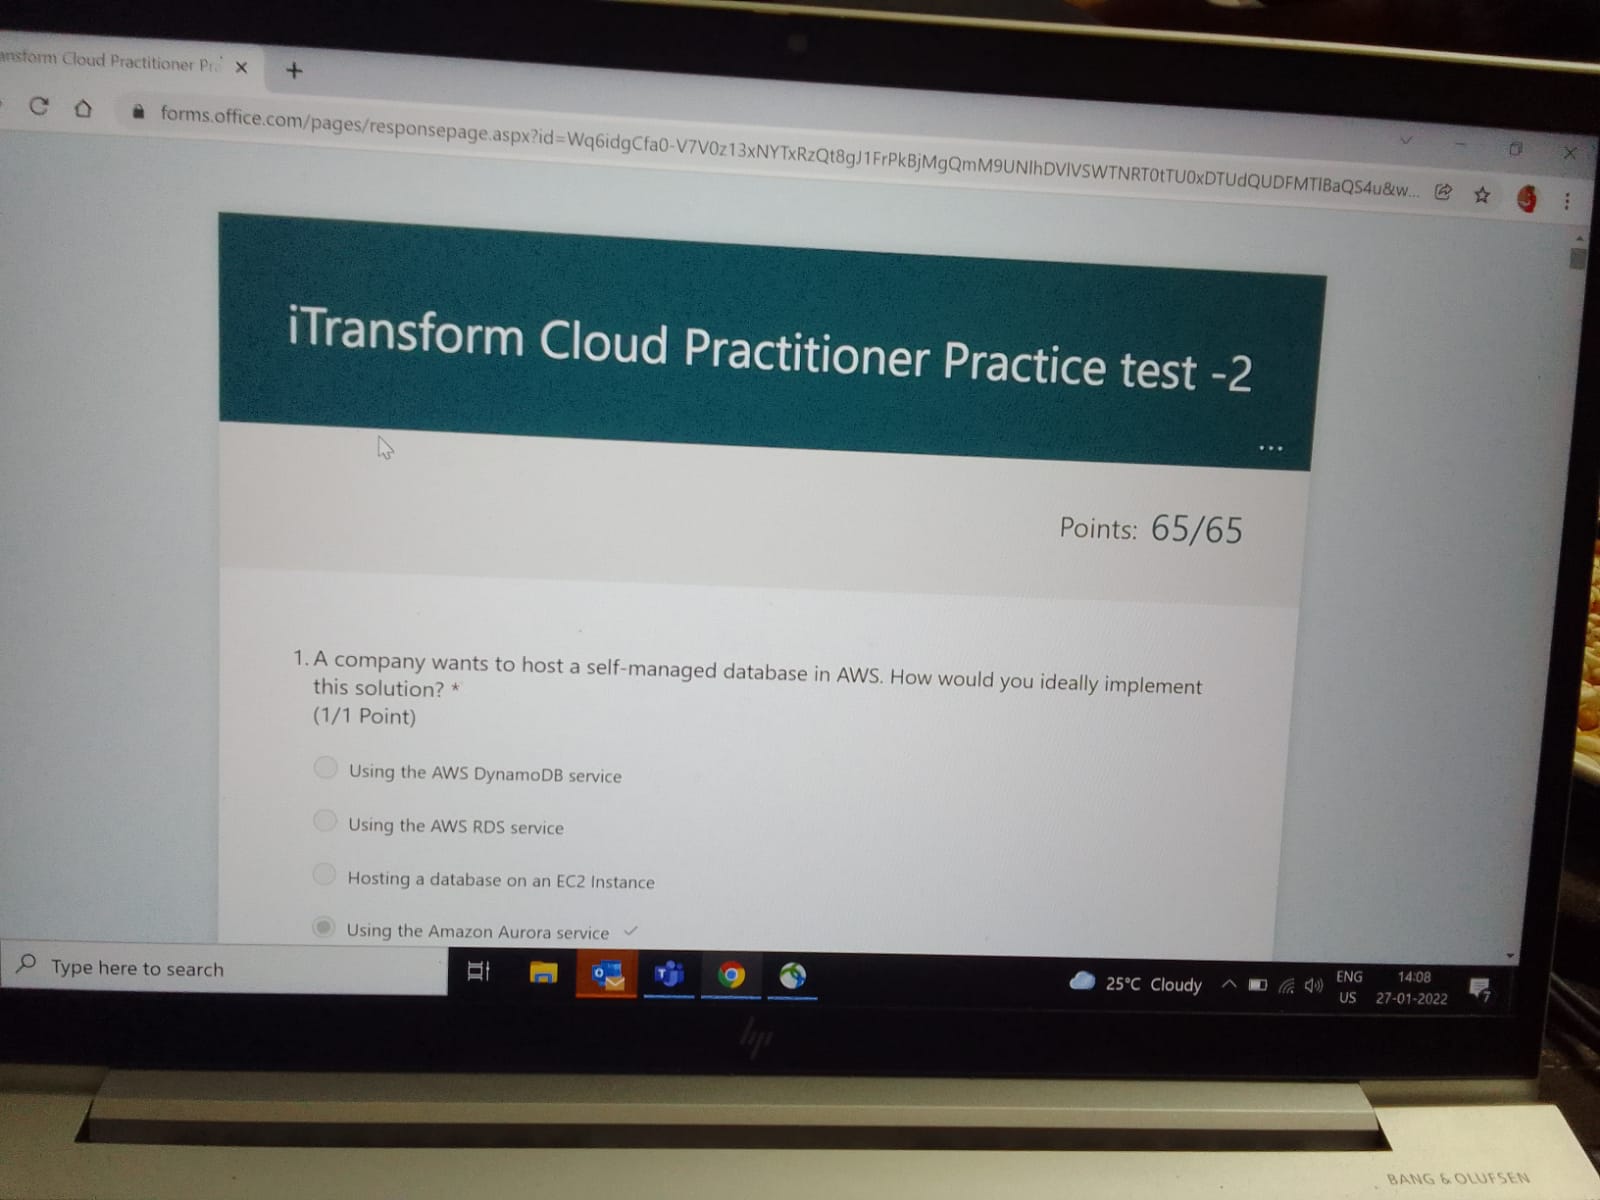 ansform Cloud Practitioner Pra
forms.office.com/pages/responsepage.aspx?id=Wq6idgCfa0-V7V0z13xNYTxRzQt8gJ1FrPkBjMgQmM9UNlhDVlVSWTNRT0tTU0xDTUdQUDFMTlBaQS4u&w...
iTransform Cloud Practitioner Practice test -2
...
Points: 65/65
1. A company wants to host a self-managed database in AWS. How would you ideally implement
this solution? *
(1/1 Point)
Using the AWS DynamoDB service
Using the AWS RDS service
Hosting a database on an EC2 Instance
Using the Amazon Aurora service
Type here to search
25°C Cloudy
ENG
US
14:08
27-01-2022
7
hp
BANG & OLUFSEN